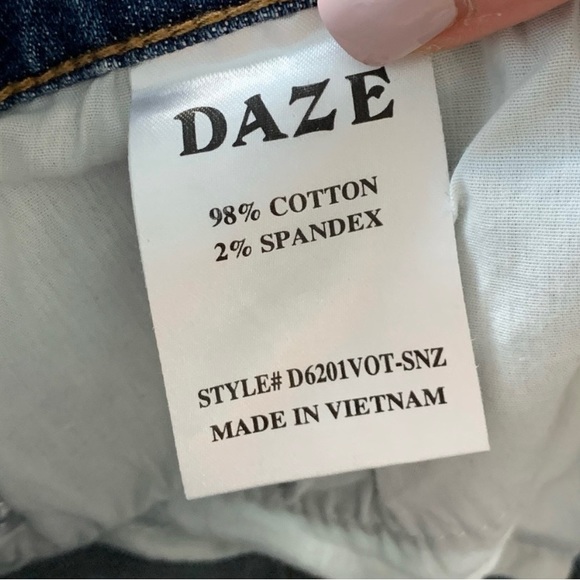 DAZE
98% COTTON
2% SPANDEX
STYLE# D6201VOT-SNZ
MADE IN VIETNAM